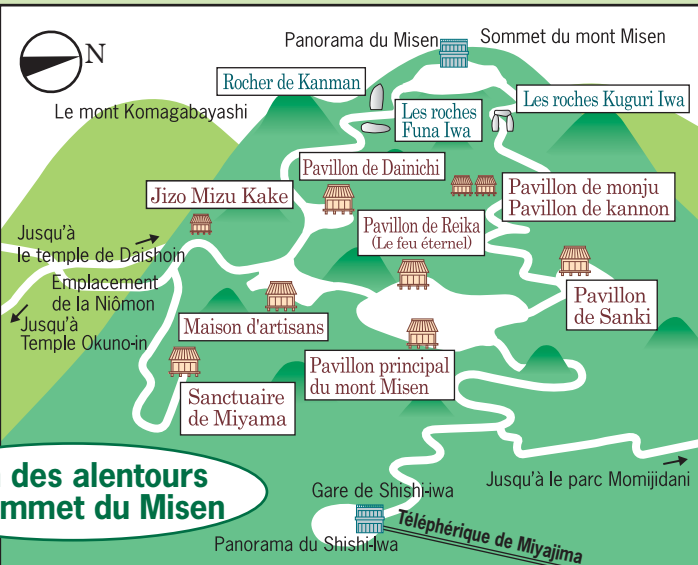 N
Panorama du Misen
Sommet du mont Misen
Rocher de Kanman
Le mont Komagabayashi
Les roches
Funa Iwa
Les roches Kuguri Iwa
Pavillon de Dainichi
Jizo Mizu Kake
Pavillon de monju
Pavillon de kannon
Pavillon de Reika
(Le feu éternel)
Jusqu'à
le temple de Daishoin
Emplacement
de la Niômon
Jusqu'à
Temple Okuno-in
Pavillon
de Sanki
Maison d'artisans
Pavillon principal
du mont Misen
Sanctuaire
de Miyama
des alentours
mmet du Misen
Gare de Shishi-iwa
Jusqu'à le parc Momijidani
Panorama du Shishi-Iwa
Téléphérique de Miyajima